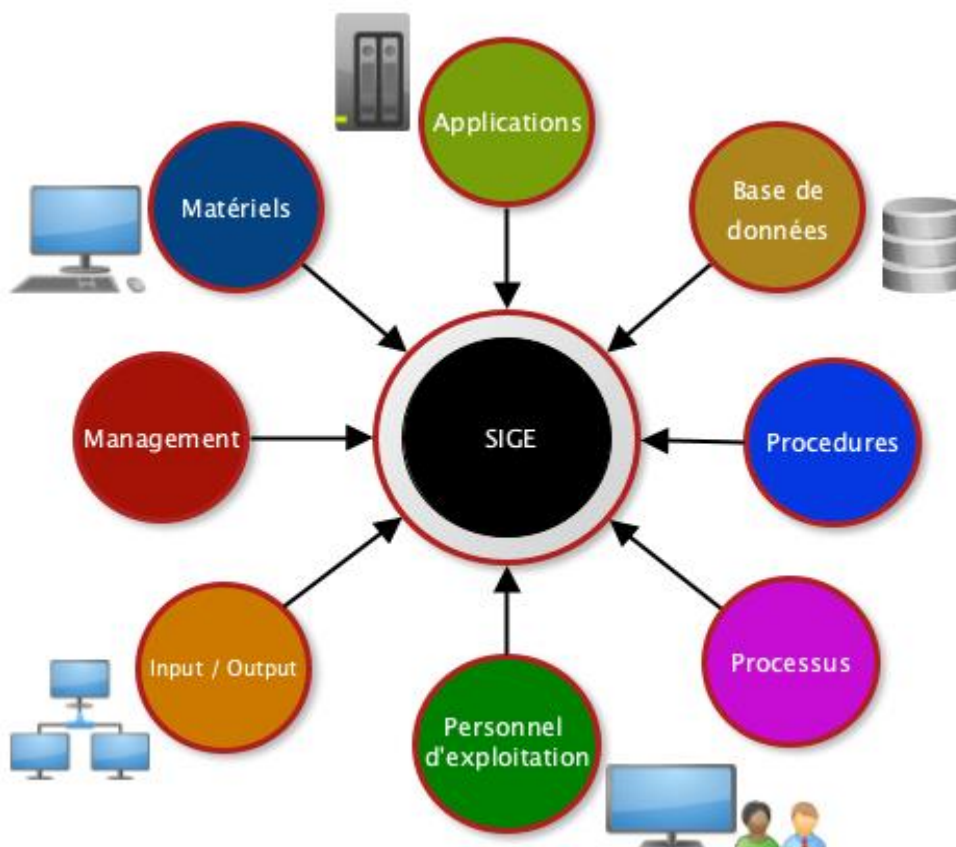 Applications
Matériels
Base de
données
Management
SIGE
Procedures
Input / Output
Processus
Personnel
d'exploitation